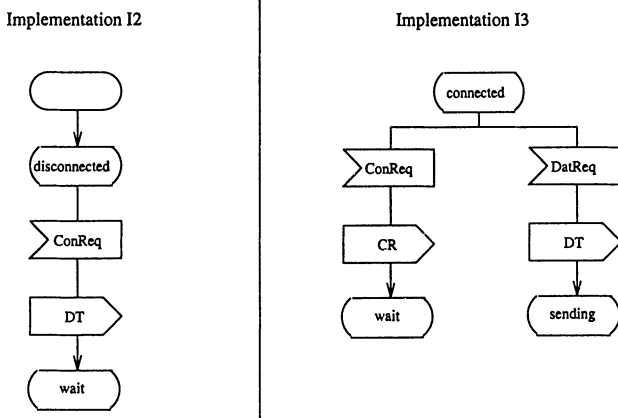 Implementation I2
disconnected
ConReq
DT
wait
Implementation I3
connected
ConReq
DatReq
CR
DT
wait
sending